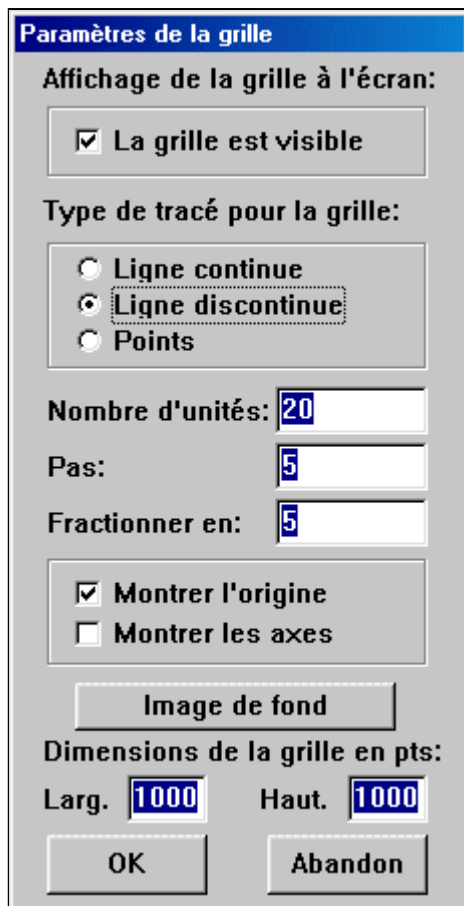 Paramètres de la grille
Affichage de la grille à l'écran:
La grille est visible
Type de tracé pour la grille:
Ligne continue
Ligne discontinue
Points
Nombre d'unités: 20
Pas: 5
Fractionner en: 5
Montrer l'origine
Montrer les axes
Image de fond
Dimensions de la grille en pts:
Larg. 1000 Haut. 1000
OK Abandon